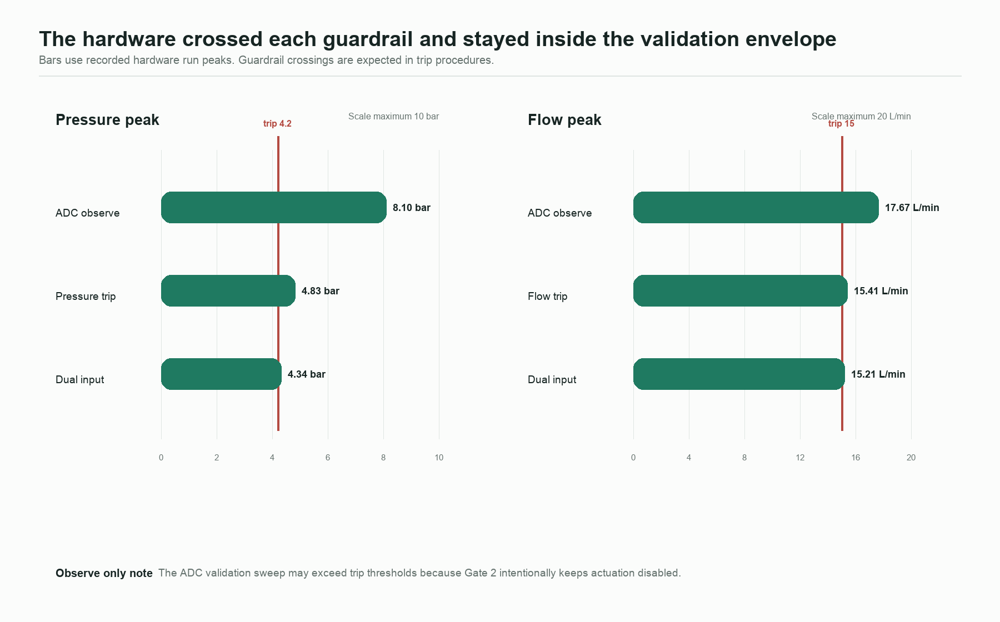 The hardware crossed each guardrail and stayed inside the validation envelope
Bars use recorded hardware run peaks. Guardrail crossings are expected in trip procedures.
Pressure peak
Scale maximum 10 bar
trip 4.2
ADC observe
8.10 bar
Pressure trip
4.83 bar
Dual input
4.34 bar
0 2 4 6 8 10
Flow peak
Scale maximum 20 L/min
trip 15
ADC observe
17.67 L/min
Flow trip
15.41 L/min
Dual input
15.21 L/min
0 4 8 12 16 20
Observe only note The ADC validation sweep may exceed trip thresholds because Gate 2 intentionally keeps actuation disabled.